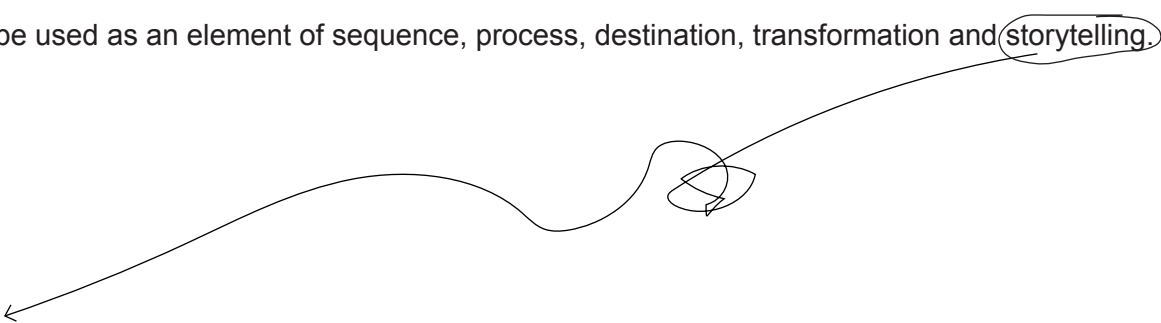 be used as an element of sequence, process, destination, transformation and storytelling.